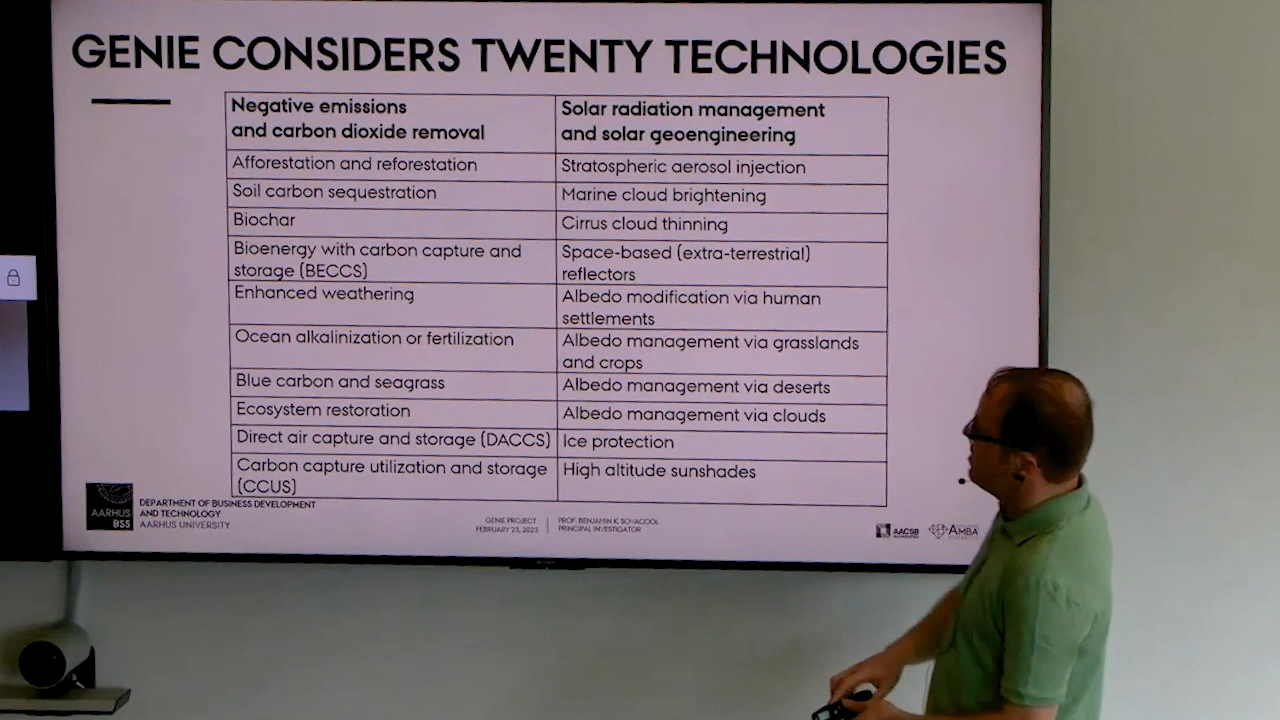 GENIE CONSIDERS TWENTY TECHNOLOGIES
Negative emissions
and carbon dioxide removal
Solar radiation management
and solar geoengineering
Afforestation and reforestation
Stratospheric aerosol injection
Soil carbon sequestration
Marine cloud brightening
Biochar
Cirrus cloud thinning
Bioenergy with carbon capture and
storage (BECCS)
Space-based (extra-terrestrial)
reflectors
Enhanced weathering
Albedo modification via human
settlements
Ocean alkalinization or fertilization
Albedo management via grasslands
and crops
Blue carbon and seagrass
Albedo management via deserts
Ecosystem restoration
Albedo management via clouds
Direct air capture and storage (DACCS)
Ice protection
Carbon capture utilization and storage
(CCUS)
High altitude sunshades
AARHUS
BSS
DEPARTMENT OF BUSINESS DEVELOPMENT
AND TECHNOLOGY
AARHUS UNIVERSITY
GENIE PROJECT
FEBRUARY 23, 2023
PROF. BENJAMIN K. SOVACOOL
PRINCIPAL INVESTIGATOR
AACSB
AMBA